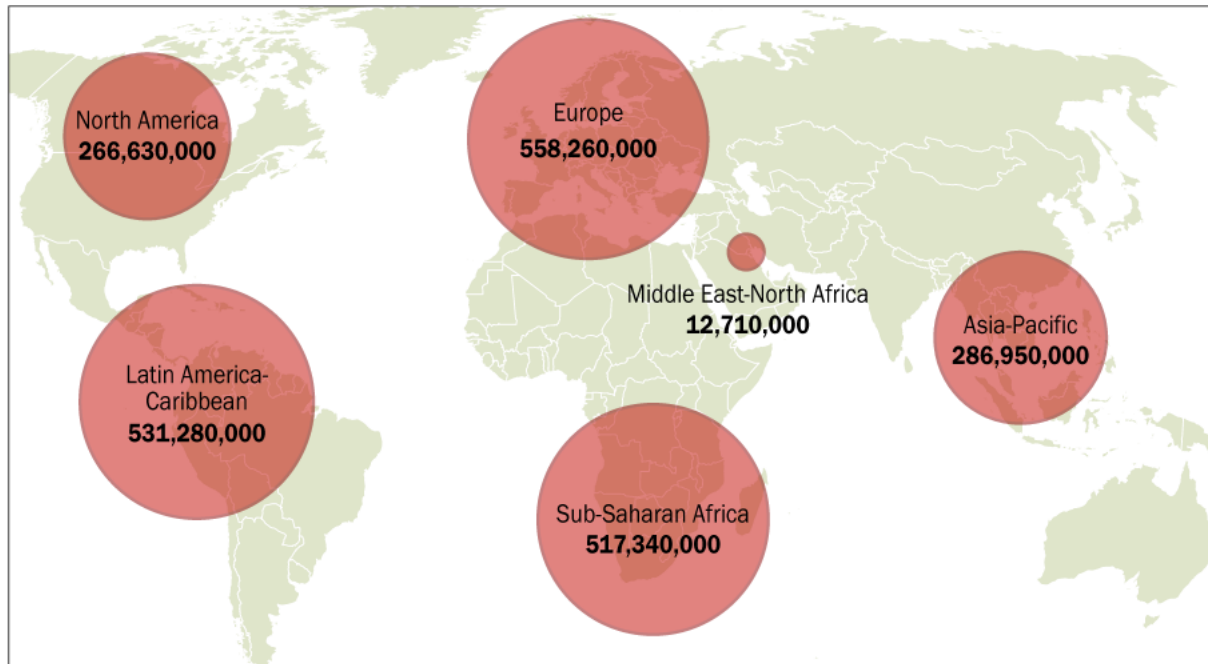 North America
266,630,000
Europe
558,260,000
Middle East-North Africa
12,710,000
Asia-Pacific
286,950,000
Latin America-
Caribbean
531,280,000
Sub-Saharan Africa
517,340,000